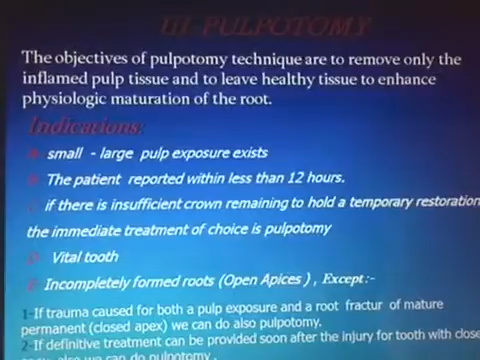 III. PULPOTOMY
The objectives of pulpotomy technique are to remove only the
inflamed pulp tissue and to leave healthy tissue to enhance
physiologic maturation of the root.
Indications:
small - large pulp exposure exists
The patient reported within less than 12 hours.
if there is insufficient crown remaining to hold a temporary restoration
the immediate treatment of choice is pulpotomy
Vital tooth
Incompletely formed roots (Open Apices) , Except:-
1-If trauma caused for both a pulp exposure and a root fractur of mature
permanent (closed apex) we can do also pulpotomy.
2-If definitive treatment can be provided soon after the injury for tooth with close
also we can do pulpotomy .